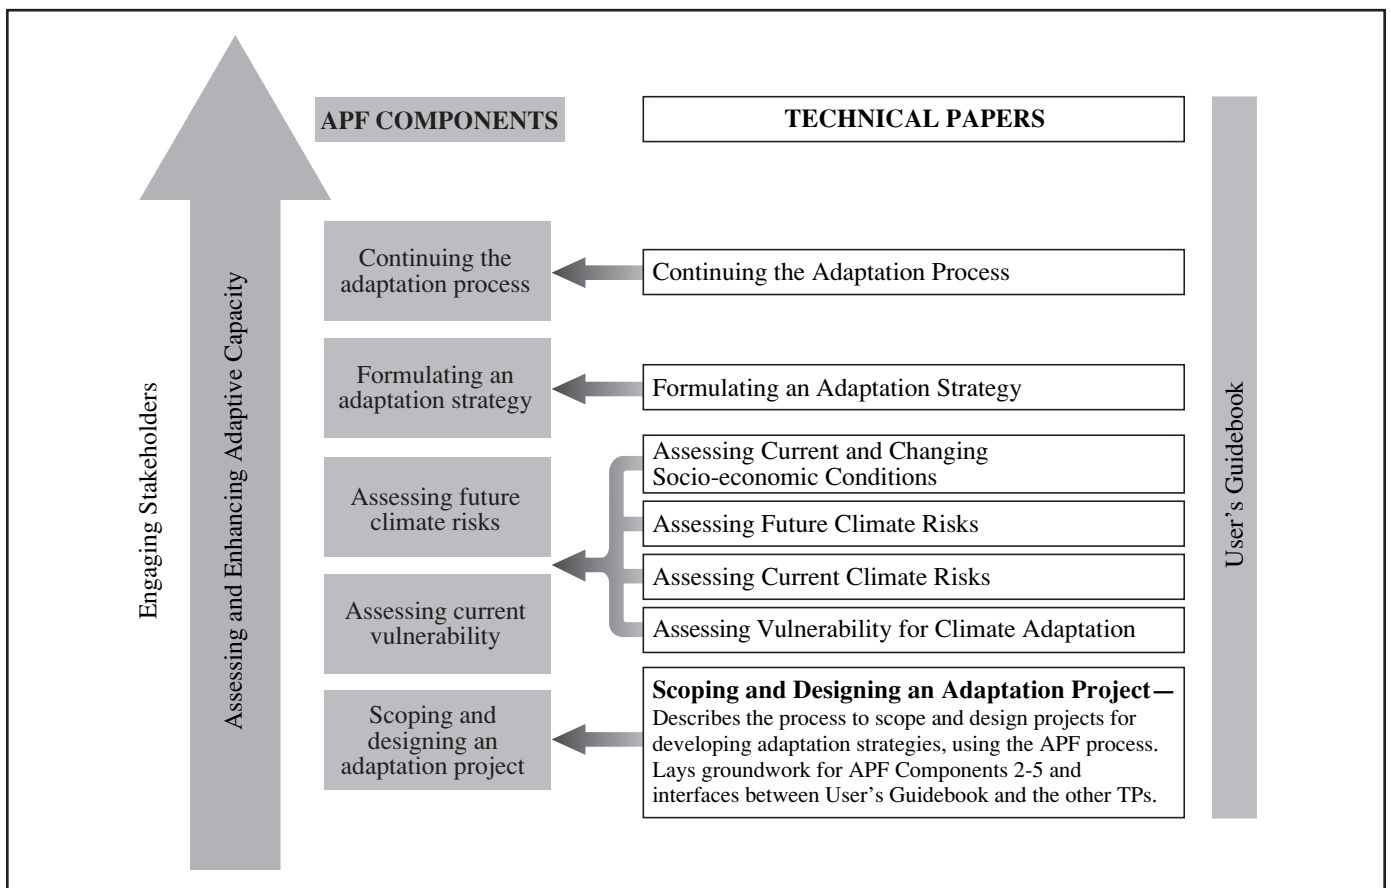 APF COMPONENTS
TECHNICAL PAPERS
Engaging Stakeholders
Assessing and Enhancing Adaptive Capacity
Continuing the
adaptation process
Continuing the Adaptation Process
Formulating an
adaptation strategy
Formulating an Adaptation Strategy
Assessing future
climate risks
Assessing current
vulnerability
Assessing Current and Changing
Socio-economic Conditions
Assessing Future Climate Risks
Assessing Current Climate Risks
Assessing Vulnerability for Climate Adaptation
Scoping and
designing an
adaptation project
Scoping and Designing an Adaptation Project—
Describes the process to scope and design projects for
developing adaptation strategies, using the APF process.
Lays groundwork for APF Components 2-5 and
interfaces between User’s Guidebook and the other TPs.
User’s Guidebook